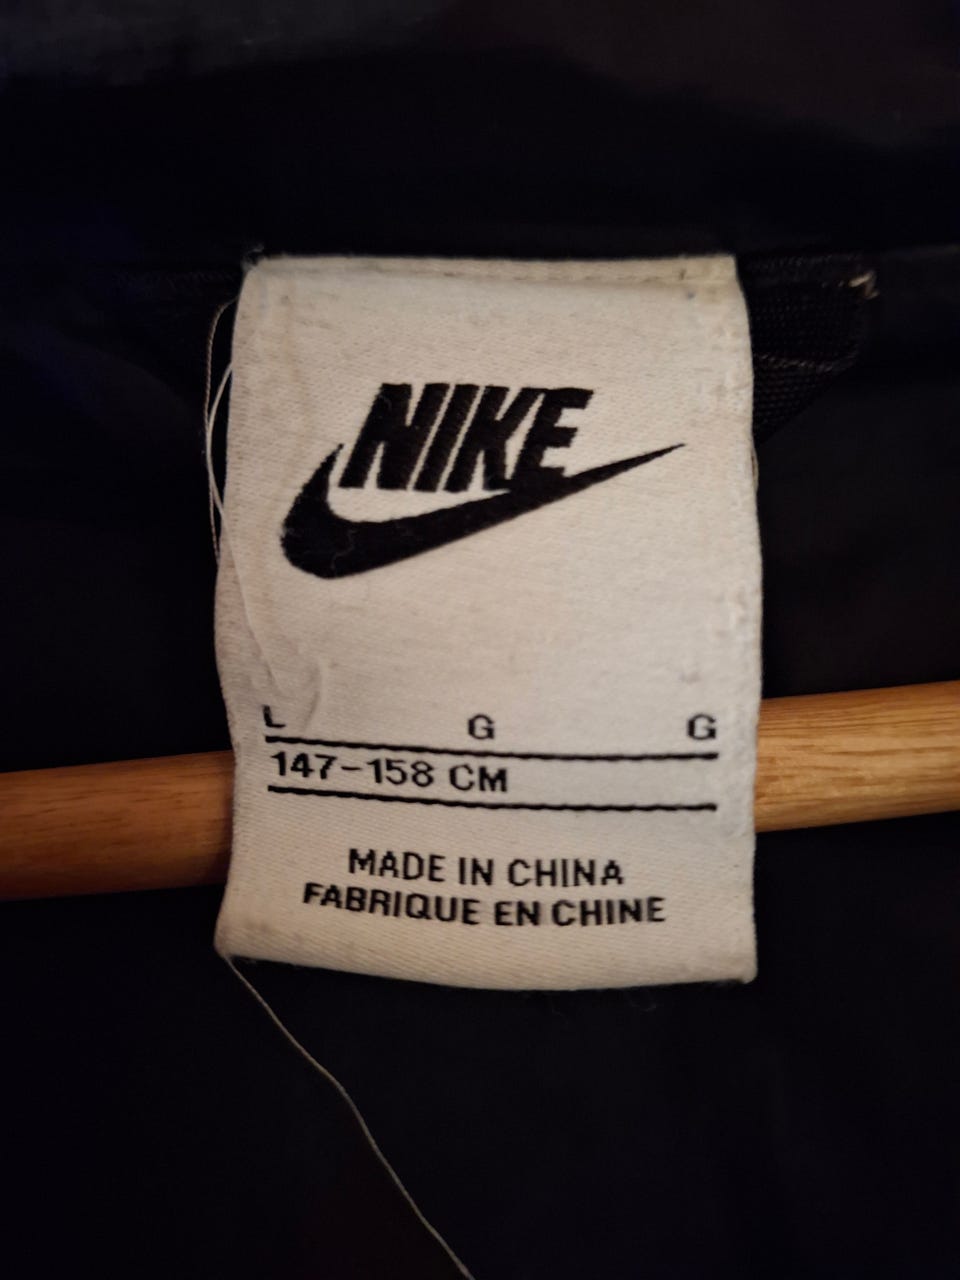 NIKE
L G G
147-158 CM
MADE IN CHINA
FABRIQUE EN CHINE